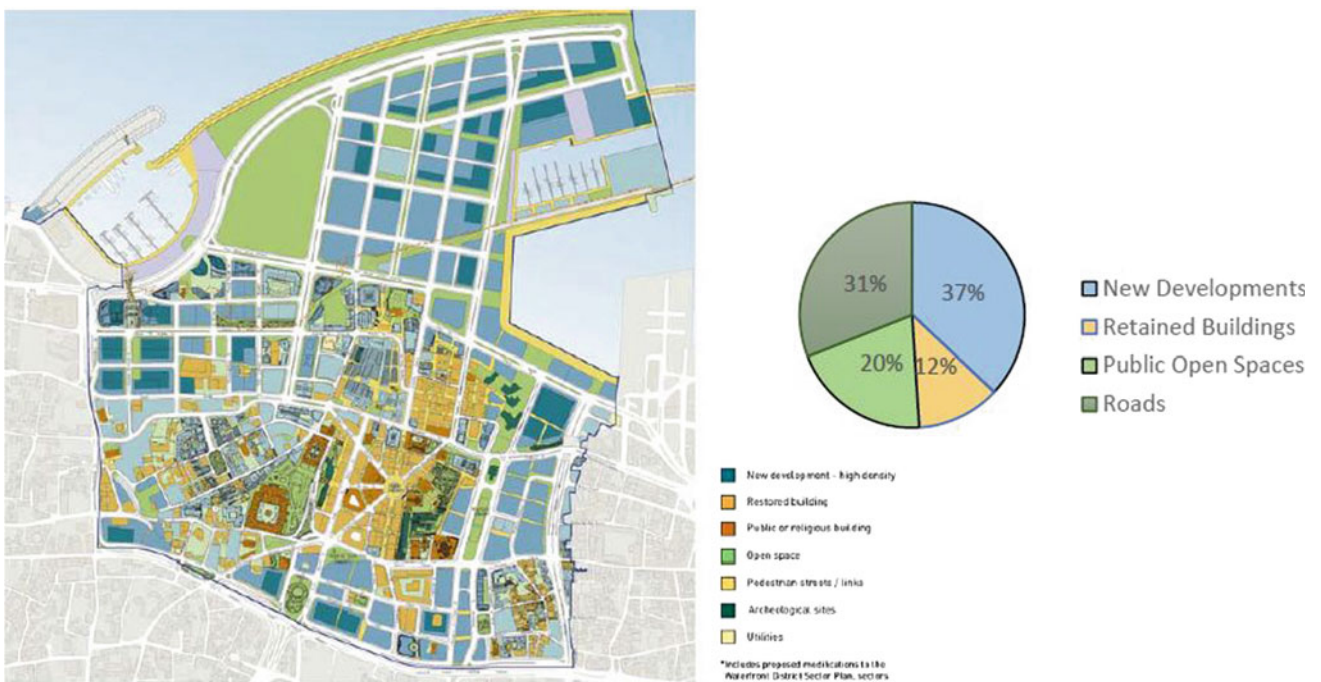 31%
37%
20%
12%
New Developments
Retained Buildings
Public Open Spaces
Roads
New development - high density
Restored building
Public or religious building
Open space
Pedestrian streets / links
Archeological sites
Utilities
*Includes proposed modifications to the
Waterfront District Sector Plan, sectors